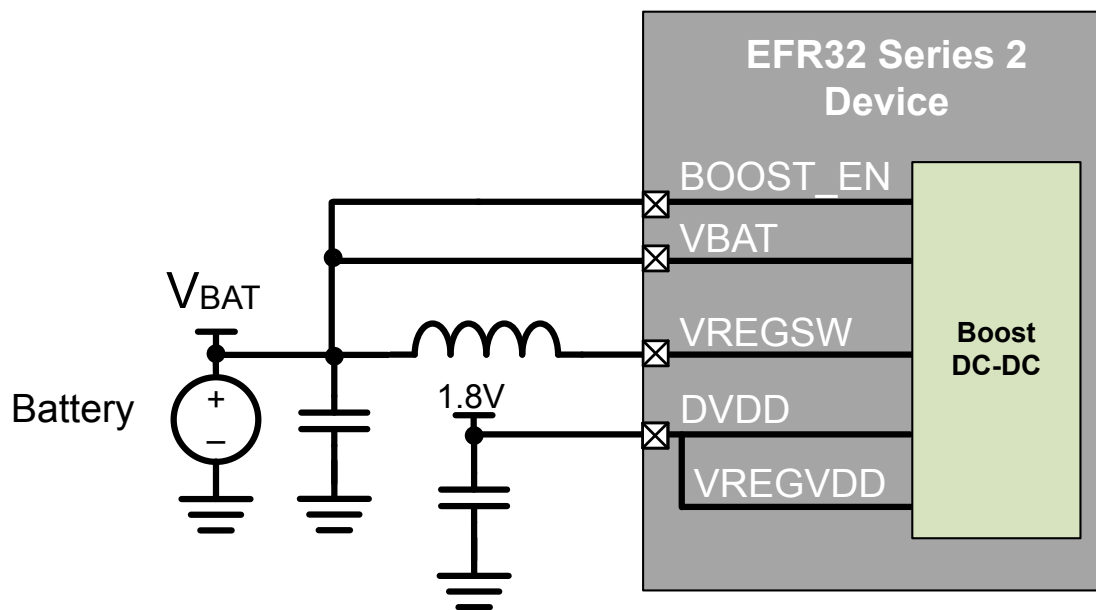 EFR32 Series 2
Device
BOOST_EN
VBAT
VBAT
VREGSW
Boost
DC-DC
Battery
+
–
1.8V
DVDD
VREGVDD